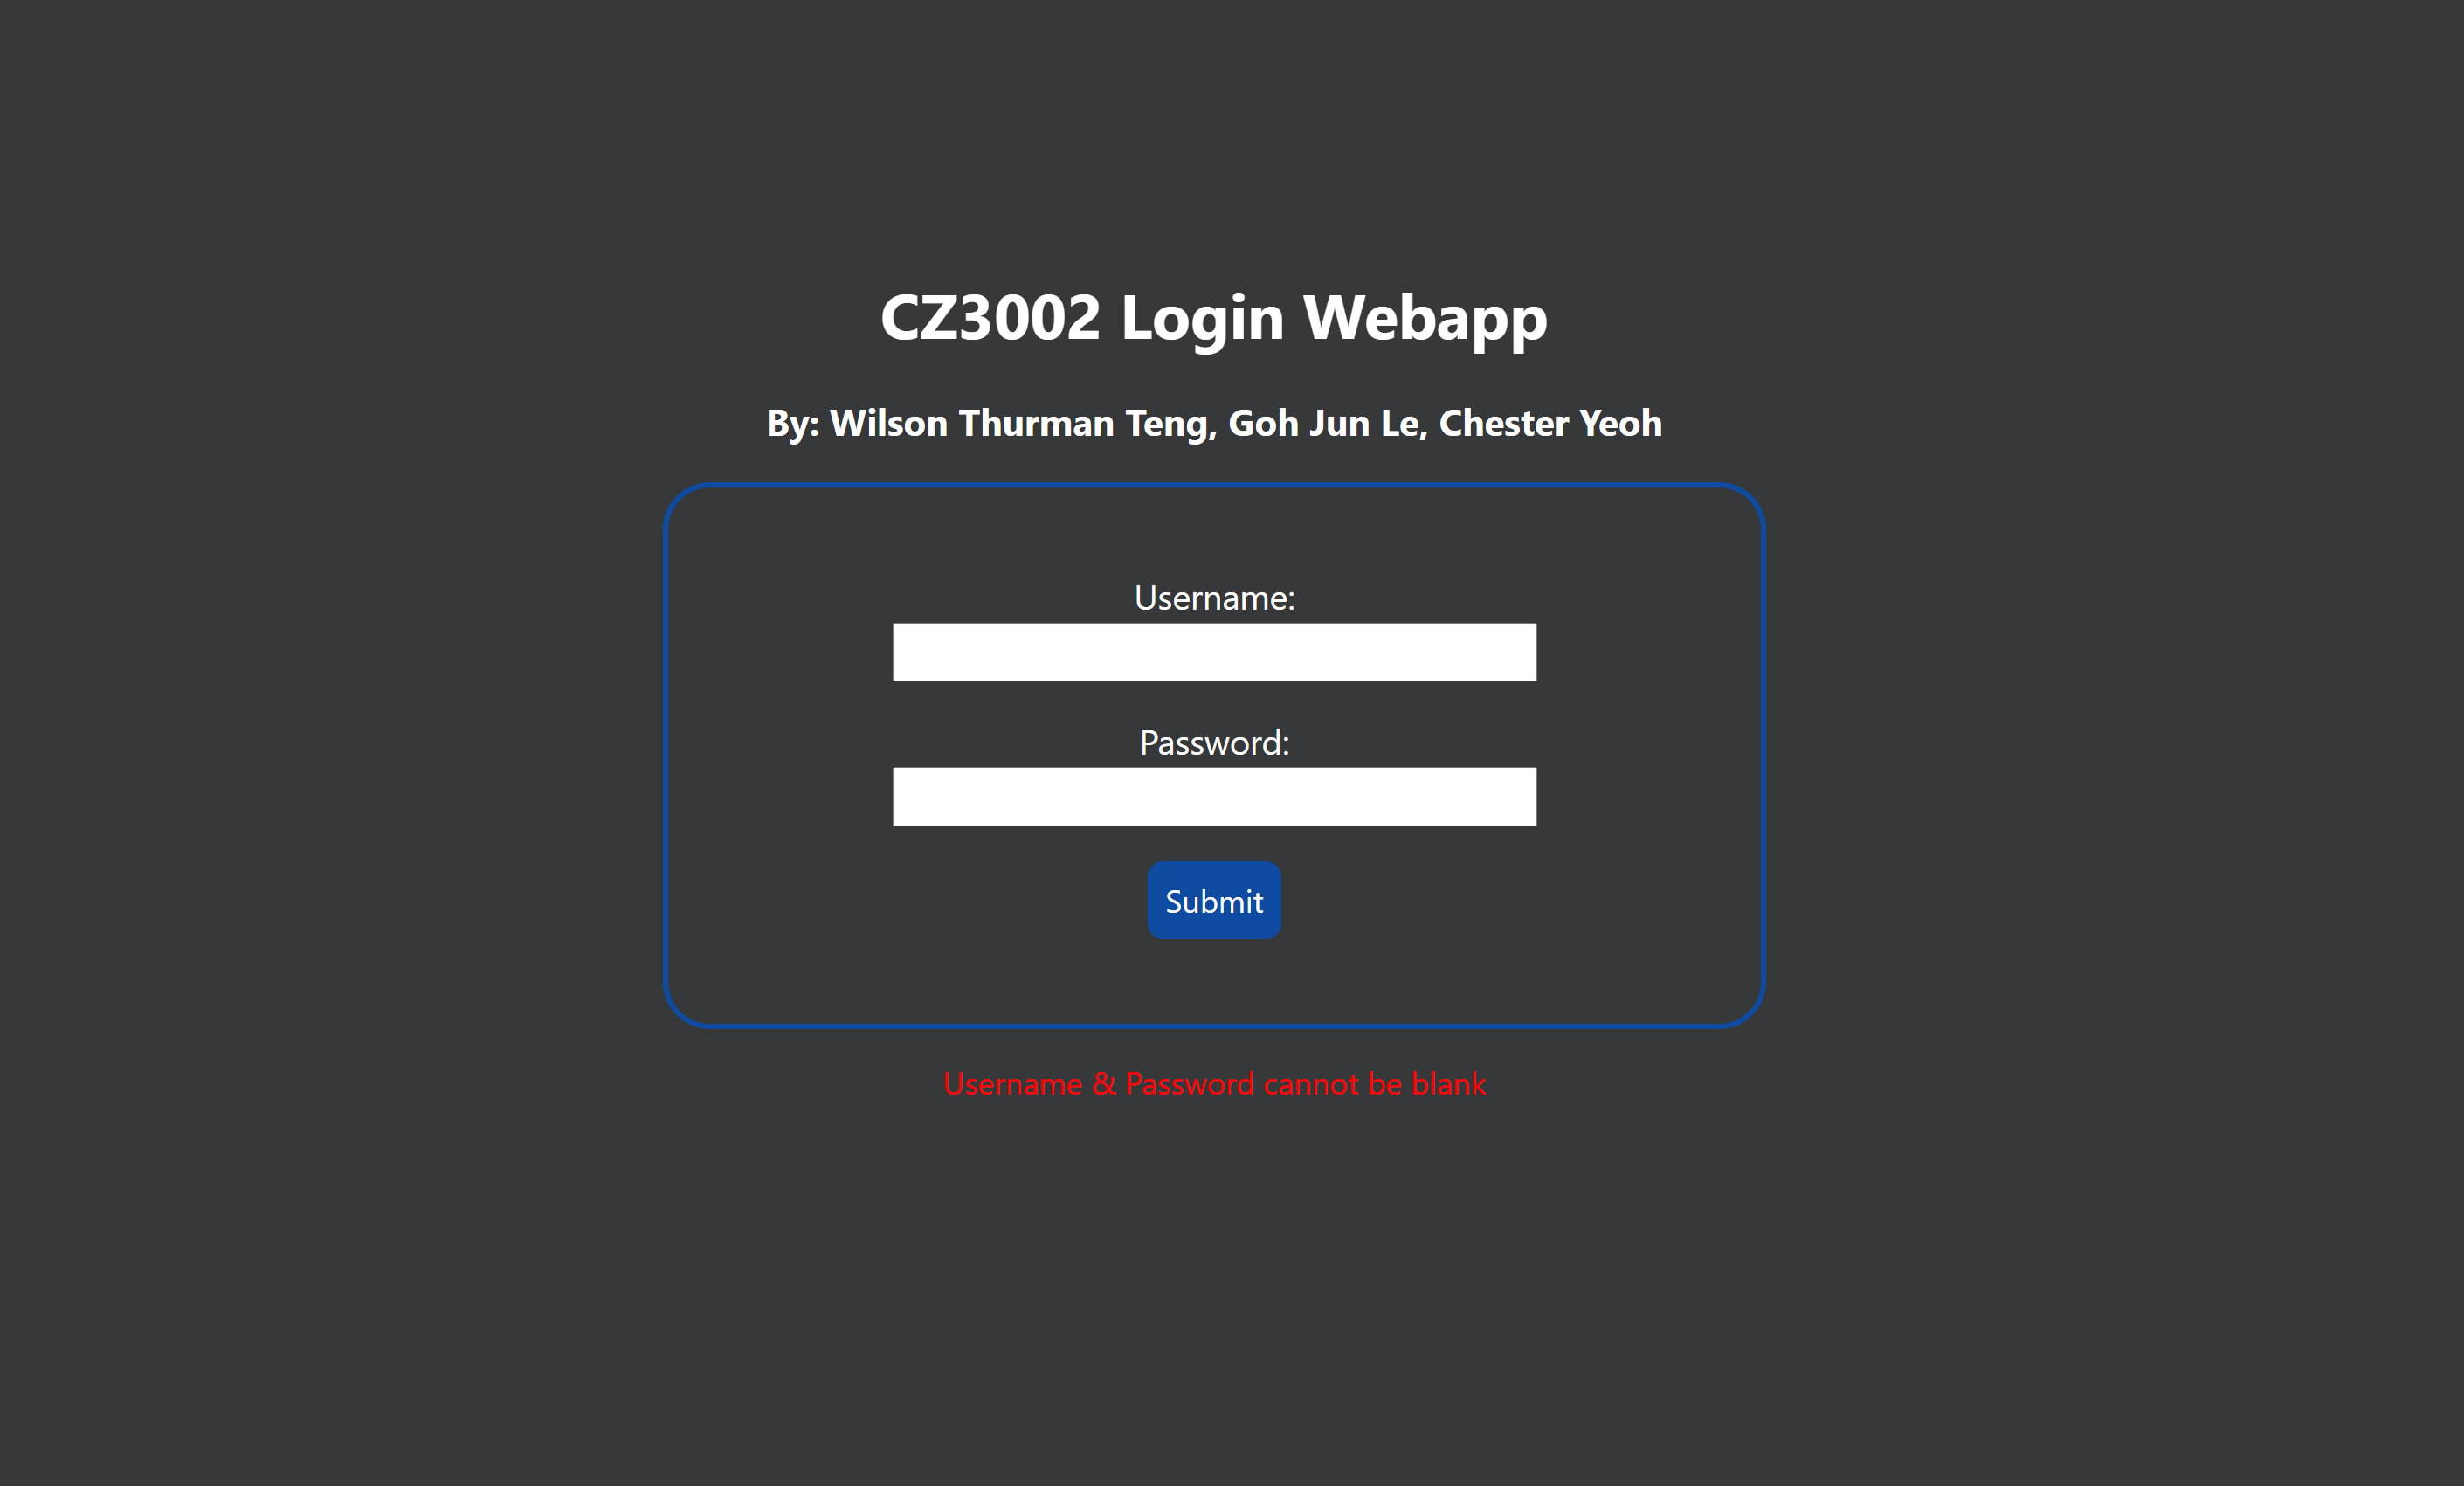 CZ3002 Login Webapp
By: Wilson Thurman Teng, Goh Jun Le, Chester Yeoh
Username:
Password:
Submit
Username & Password cannot be blank